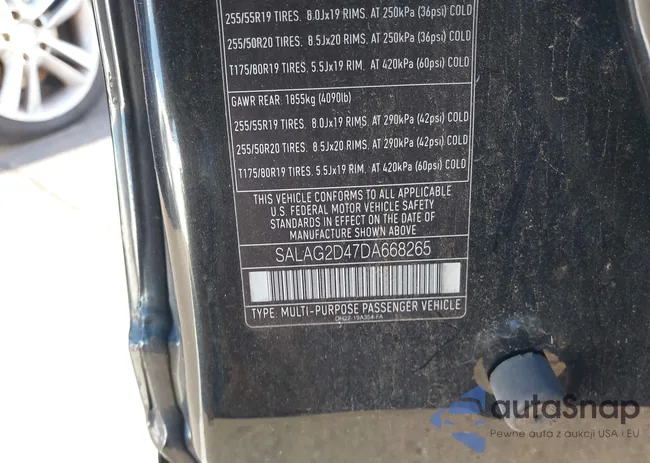 255/55R19 TIRES. 8.0Jx19 RIMS. AT 250kPa (36psi) COLD
255/50R20 TIRES. 8.5Jx20 RIMS. AT 250kPa (36psi) COLD
T175/80R19 TIRES. 5.5Jx19 RIM. AT 420kPa (60psi) COLD
GAWR REAR. 1855kg (4090lb)
255/55R19 TIRES. 8.0Jx19 RIMS. AT 290kPa (42psi) COLD
255/50R20 TIRES. 8.5Jx20 RIMS. AT 290kPa (42psi) COLD
T175/80R19 TIRES. 5.5Jx19 RIM. AT 420kPa (60psi) COLD
THIS VEHICLE CONFORMS TO ALL APPLICABLE
U.S. FEDERAL MOTOR VEHICLE SAFETY
STANDARDS IN EFFECT ON THE DATE OF
MANUFACTURE SHOWN ABOVE
SALAG2D47DA668265
TYPE. MULTI-PURPOSE PASSENGER VEHICLE
DH22-19A354-FA
autaSnap
Pewne auta z aukcji USA i EU